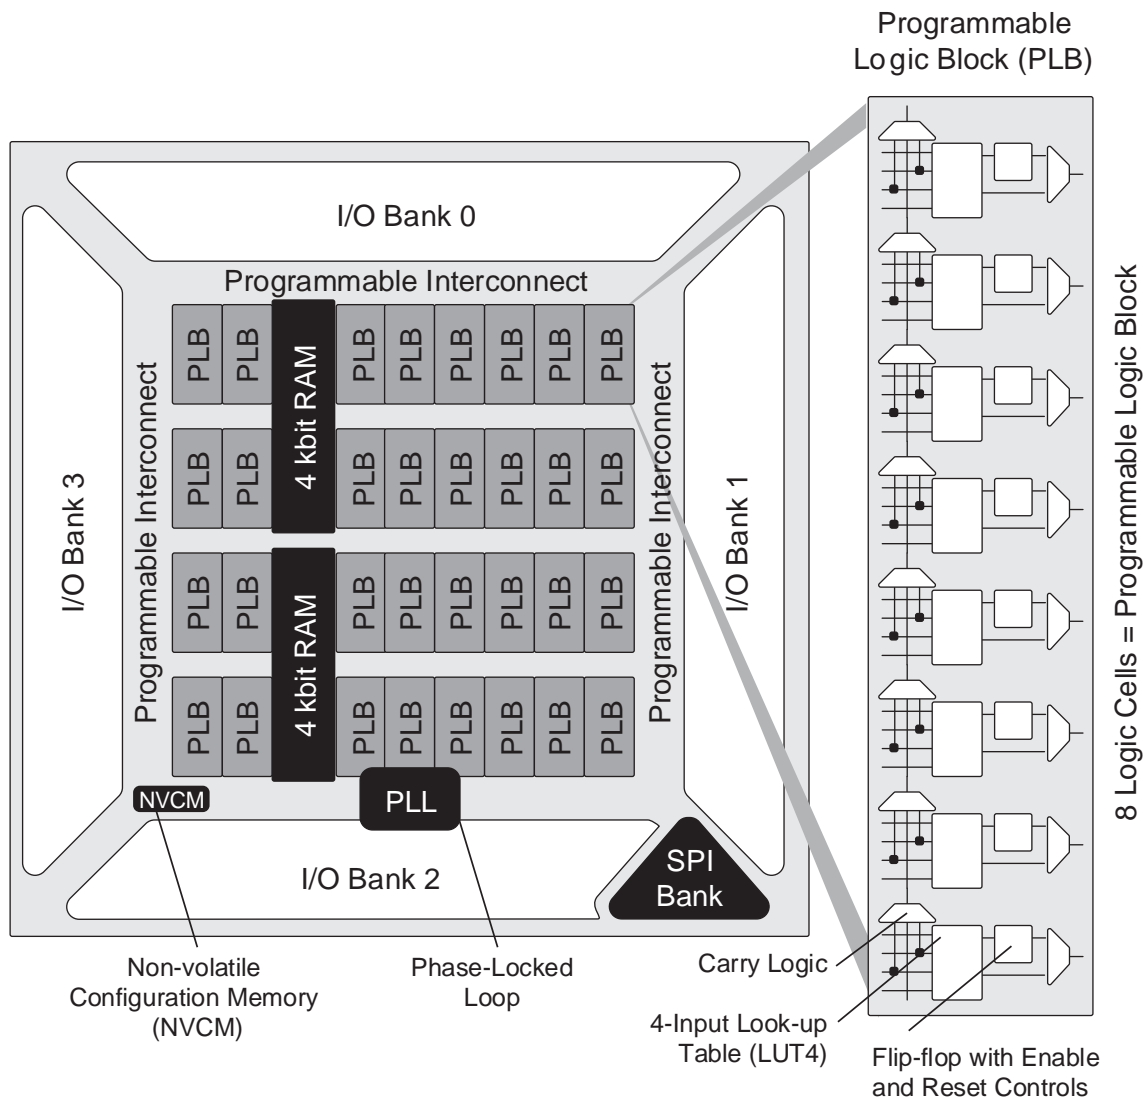 Programmable
Logic Block (PLB)
I/O Bank 0
Programmable Interconnect
PLB PLB PLB PLB PLB PLB PLB PLB
4 kbit RAM
PLB PLB PLB PLB PLB PLB PLB PLB
PLB PLB PLB PLB PLB PLB PLB PLB
4 kbit RAM
PLB PLB PLB PLB PLB PLB PLB PLB
I/O Bank 3
Programmable Interconnect
Programmable Interconnect
I/O Bank 1
8 Logic Cells = Programmable Logic Block
NVCM
PLL
I/O Bank 2
SPI
Bank
Non-volatile
Configuration Memory
(NVCM)
Phase-Locked
Loop
Carry Logic
4-Input Look-up
Table (LUT4)
Flip-flop with Enable
and Reset Controls